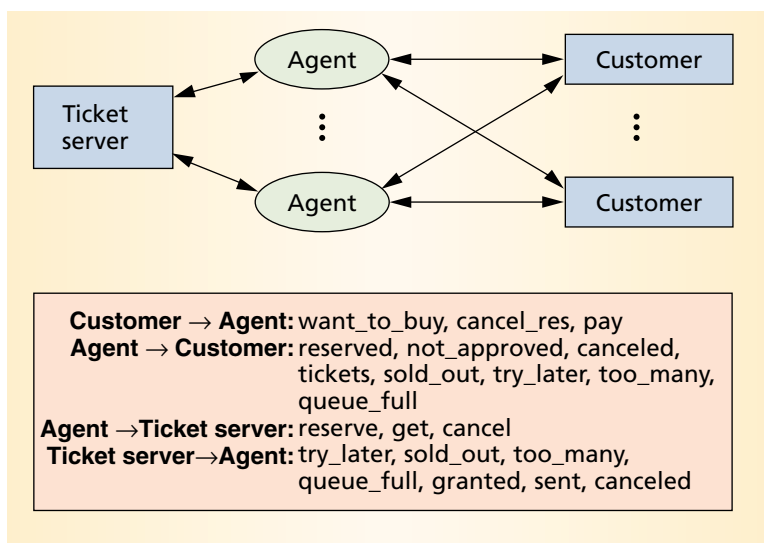 Agent
Customer
Ticket
server
Agent
Customer
Customer → Agent: want_to_buy, cancel_res, pay
Agent → Customer: reserved, not_approved, canceled,
tickets, sold_out, try_later, too_many,
queue_full
Agent →Ticket server: reserve, get, cancel
Ticket server→Agent: try_later, sold_out, too_many,
queue_full, granted, sent, canceled